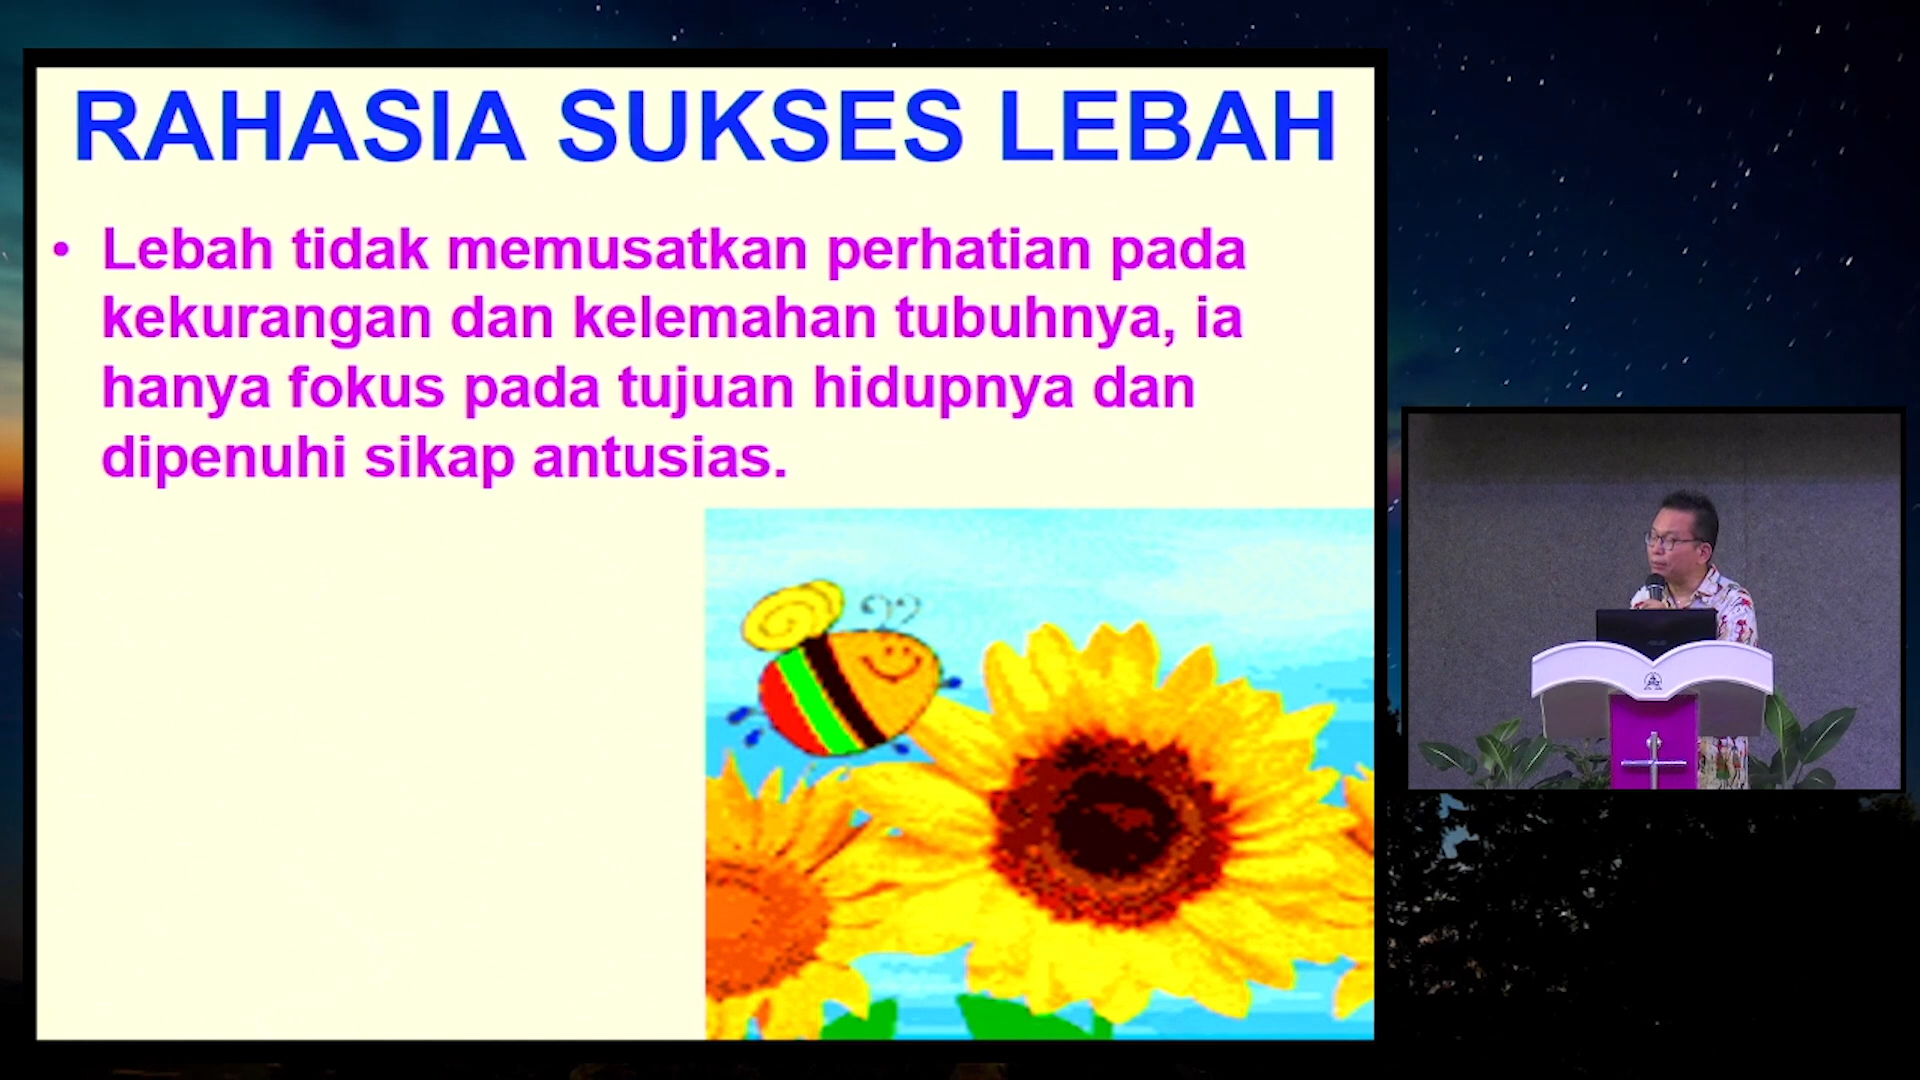 RAHASIA SUKSES LEBAH
• Lebah tidak memusatkan perhatian pada
kekurangan dan kelemahan tubuhnya, ia
hanya fokus pada tujuan hidupnya dan
dipenuhi sikap antusias.